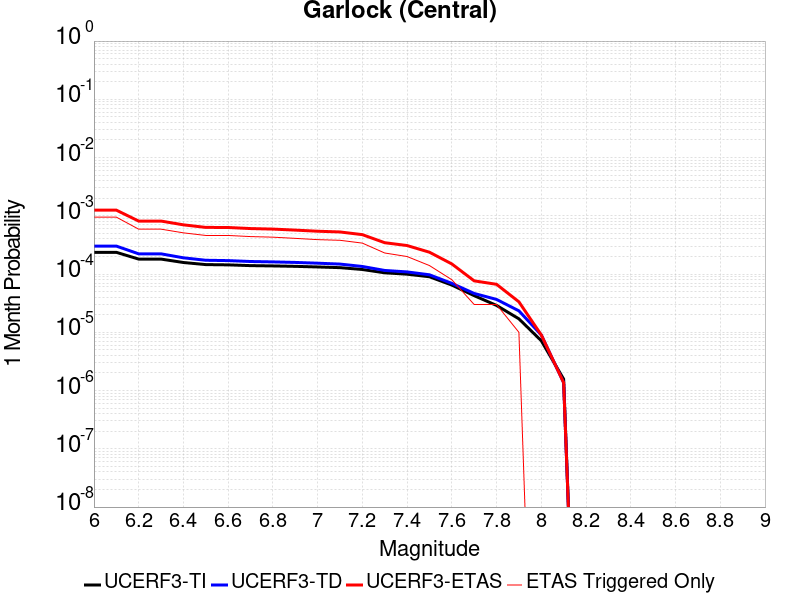 Garlock (Central)
1 Month Probability
10^0
10^-1
10^-2
10^-3
10^-4
10^-5
10^-6
10^-7
10^-8
6 6.2 6.4 6.6 6.8 7 7.2 7.4 7.6 7.8 8 8.2 8.4 8.6 8.8 9
Magnitude
UCERF3-TI UCERF3-TD UCERF3-ETAS ETAS Triggered Only